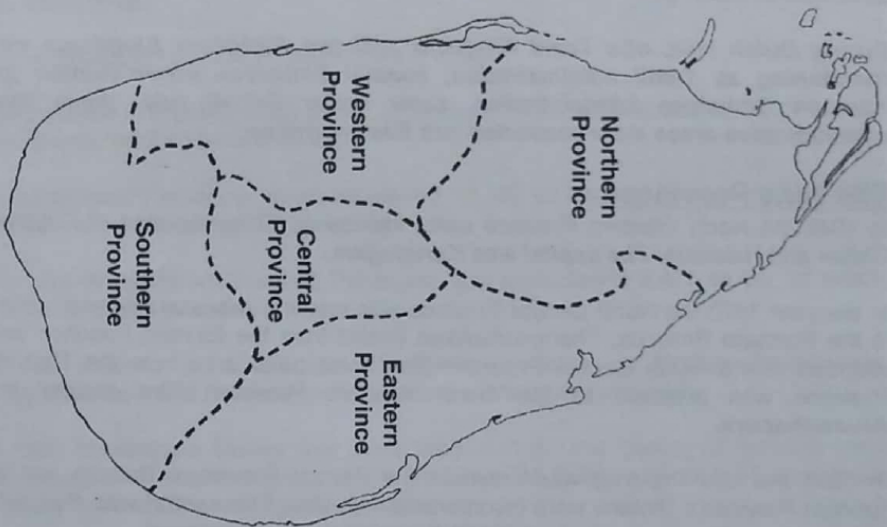 Northern
Province
Western
Province
Central
Province
Eastern
Province
Southern
Province